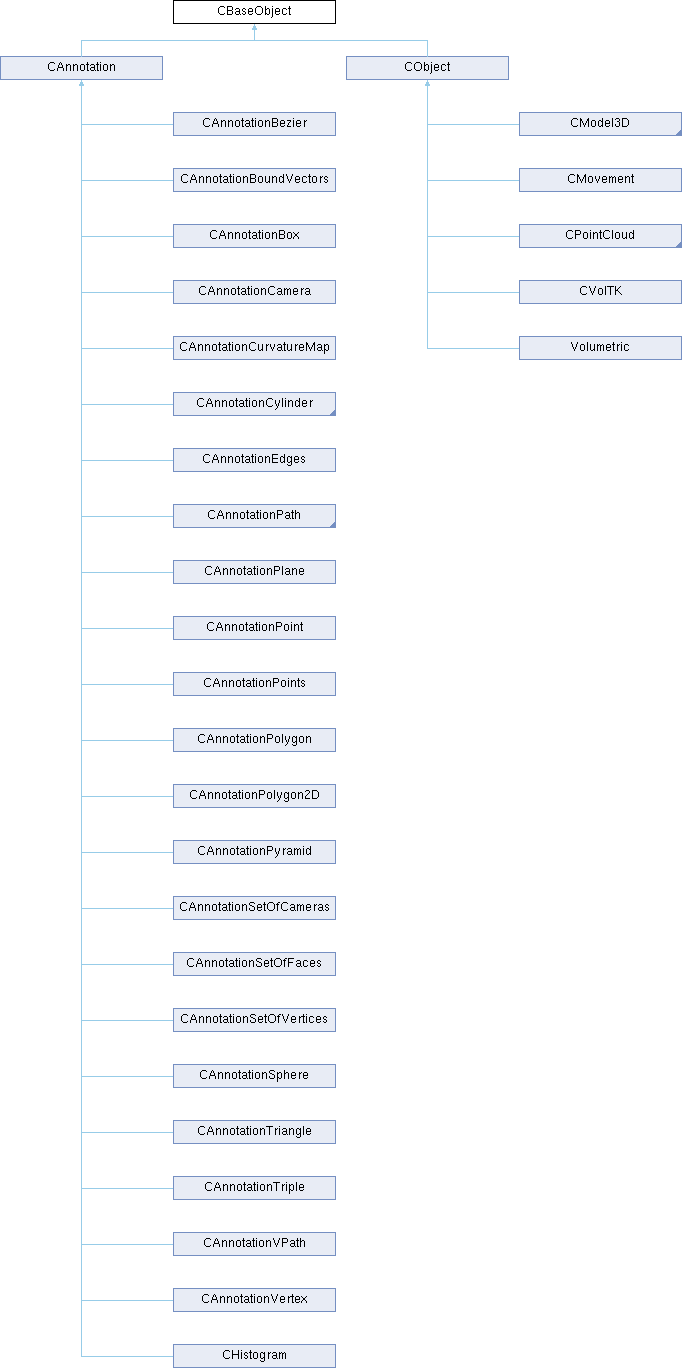 CBaseObject
CAnnotation
CObject
CAnnotationBezier
CModel3D
CAnnotationBoundVectors
CMovement
CAnnotationBox
CPointCloud
CAnnotationCamera
CVolTK
CAnnotationCurvatureMap
Volumetric
CAnnotationCylinder
CAnnotationEdges
CAnnotationPath
CAnnotationPlane
CAnnotationPoint
CAnnotationPoints
CAnnotationPolygon
CAnnotationPolygon2D
CAnnotationPyramid
CAnnotationSetOfCameras
CAnnotationSetOfFaces
CAnnotationSetOfVertices
CAnnotationSphere
CAnnotationTriangle
CAnnotationTriple
CAnnotationVPath
CAnnotationVertex
CHistogram